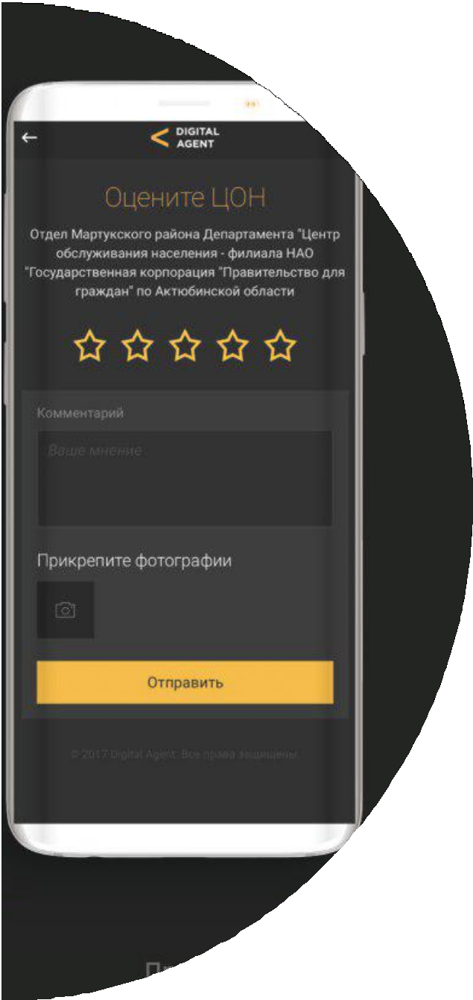 DIGITAL
AGENT
Оцените ЦОН
Отдел Мартукского района Департамента "Центр
обслуживания населения - филиала НАО
"Государственная корпорация "Правительство для
граждан" по Актюбинской области
Комментарий
Ваше мнение
Прикрепите фотографии
Отправить
© 2017 Digital Agent. Все права защищены.